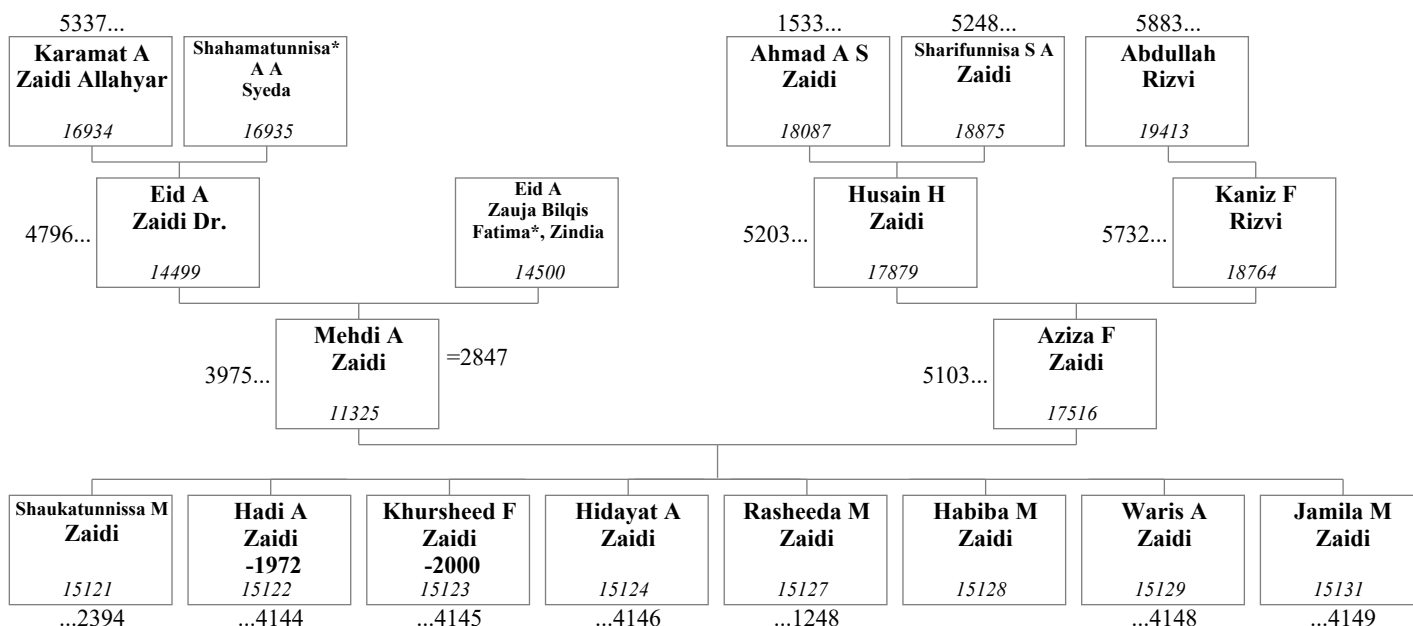 5337...
Karamat A
Zaidi Allahyar
16934
Shahamatunnisa*
A A
Syeda
16935
1533...
Ahmad A S
Zaidi
18087
5248...
Sharifunnisa S A
Zaidi
18875
5883...
Abdullah
Rizvi
19413
4796...
Eid A
Zaidi Dr.
14499
Eid A
Zauja Bilqis
Fatima*, Zindia
14500
5203...
Husain H
Zaidi
17879
5732...
Kaniz F
Rizvi
18764
3975...
Mehdi A
Zaidi
11325
=2847
5103...
Aziza F
Zaidi
17516
Shaukatunnissa M
Zaidi
15121
...2394
Hadi A
Zaidi
-1972
15122
...4144
Khursheed F
Zaidi
-2000
15123
...4145
Hidayat A
Zaidi
15124
...4146
Rasheeda M
Zaidi
15127
...1248
Habiba M
Zaidi
15128
Waris A
Zaidi
15129
...4148
Jamila M
Zaidi
15131
...4149